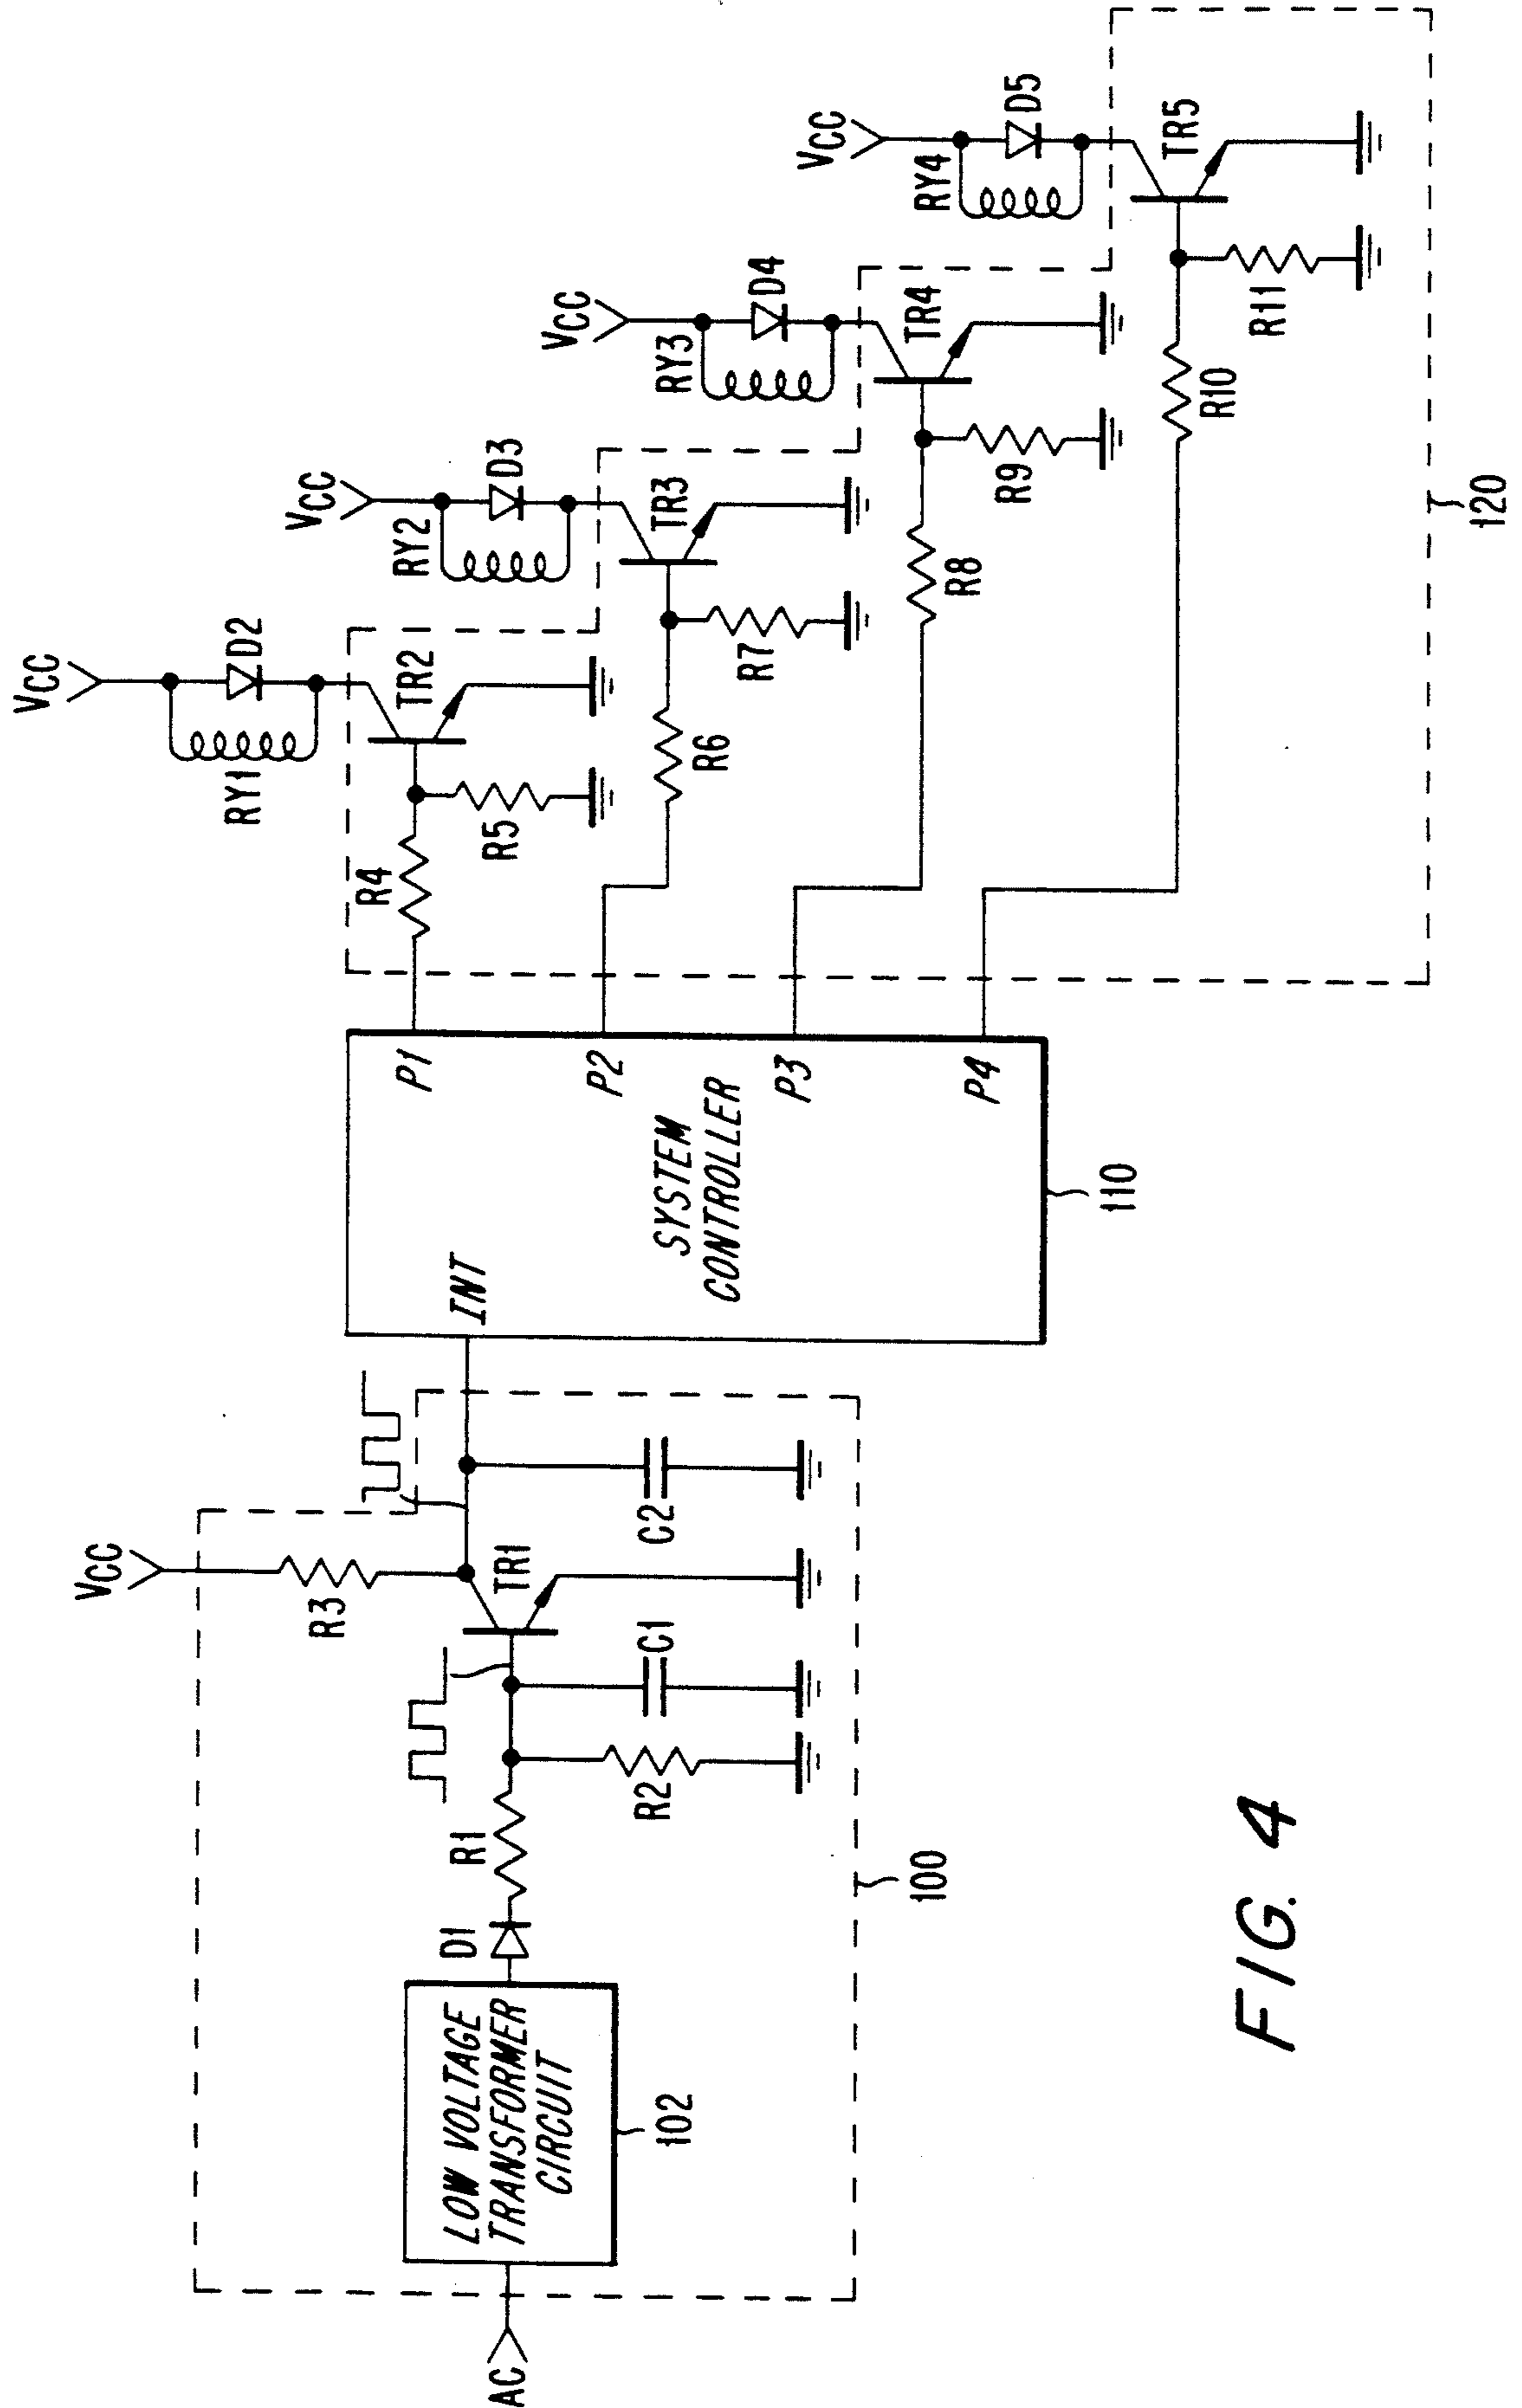 AC
LOW VOLTAGE
TRANSFORMER
CIRCUIT
102
D1
R1
R2
C1
TR1
R3
VCC
C2
100
INT
SYSTEM
CONTROLLER
110
P1
P2
P3
P4
R4
R5
TR2
RY1
D2
VCC
R6
R7
TR3
RY2
D3
VCC
R8
R9
TR4
RY3
D4
VCC
R10
R11
TR5
RY4
D5
VCC
120
FIG. 4